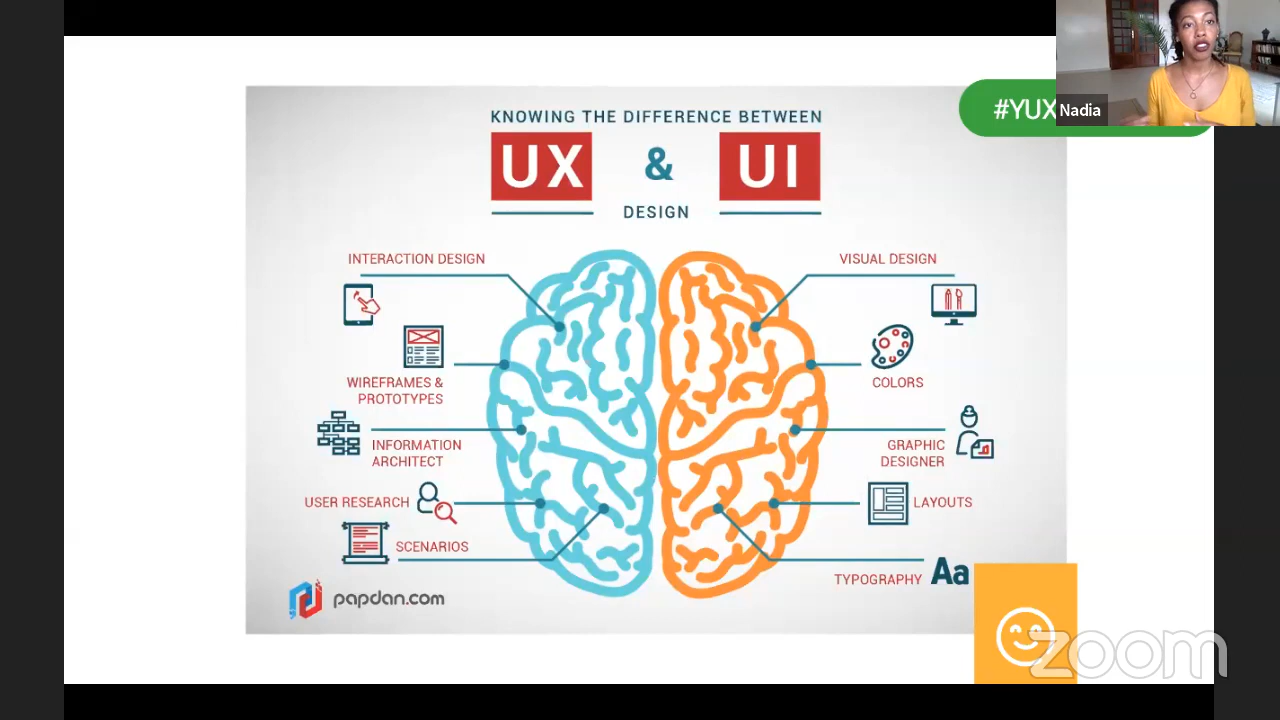 KNOWING THE DIFFERENCE BETWEEN
UX & UI
DESIGN
#YUX
Nadia
INTERACTION DESIGN
WIREFRAMES &
PROTOTYPES
INFORMATION
ARCHITECT
USER RESEARCH
SCENARIOS
papdan.com
VISUAL DESIGN
COLORS
GRAPHIC
DESIGNER
LAYOUTS
TYPOGRAPHY Aa
zoom